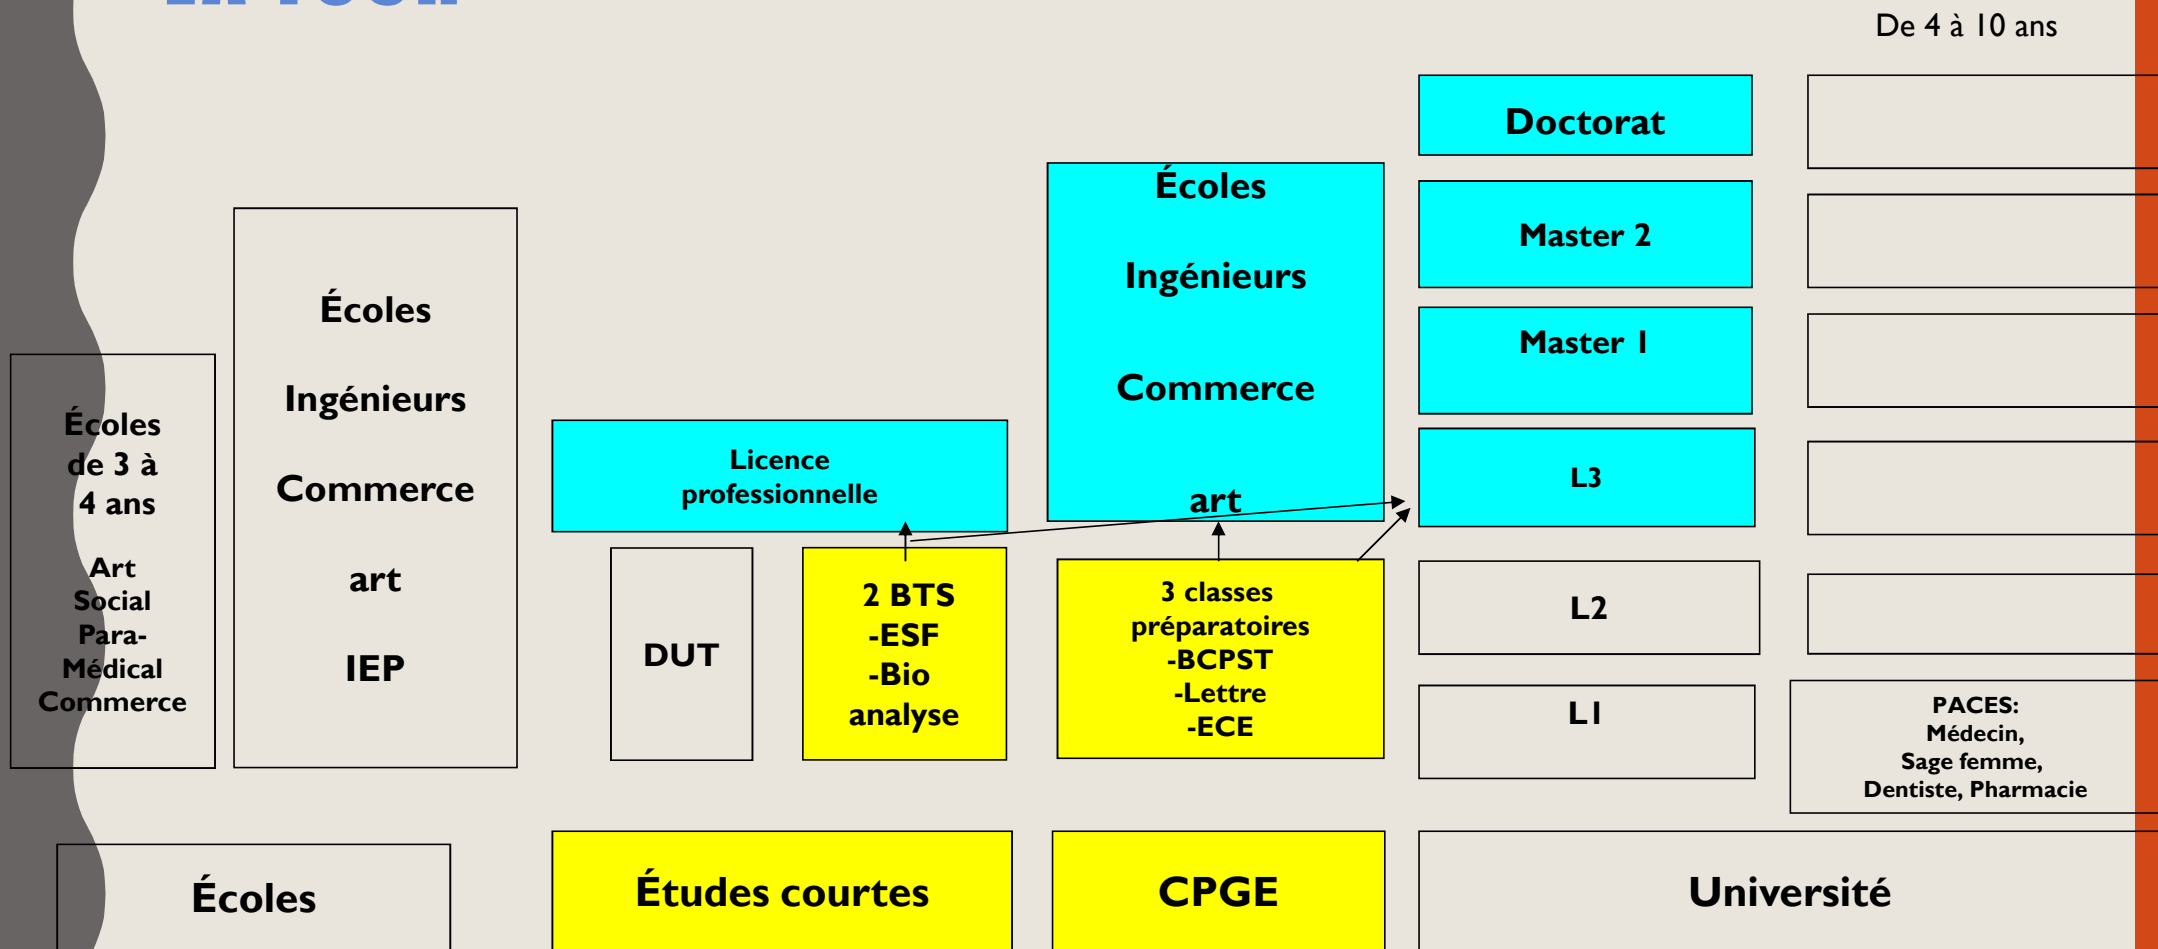 De 4 à 10 ans
Doctorat
Master 2
Master 1
L3
L2
L1
PACES:
Médecin,
Sage femme,
Dentiste, Pharmacie
Université
Écoles
Ingénieurs
Commerce
art
3 classes
préparatoires
-BCPST
-Lettre
-ECE
CPGE
Licence
professionnelle
DUT
2 BTS
-ESF
-Bio
analyse
Études courtes
Écoles
Ingénieurs
Commerce
art
IEP
Écoles
de 3 à
4 ans
Art
Social
Para-
Médical
Commerce
Écoles